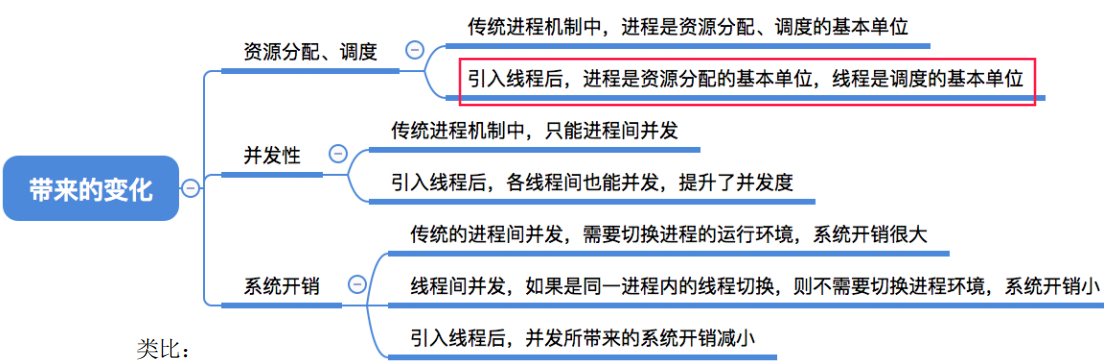 带来的变化
资源分配、调度
传统进程机制中，进程是资源分配、调度的基本单位
引入线程后，进程是资源分配的基本单位，线程是调度的基本单位
并发性
传统进程机制中，只能进程间并发
引入线程后，各线程间也能并发，提升了并发度
系统开销
传统的进程间并发，需要切换进程的运行环境，系统开销很大
线程间并发，如果是同一进程内的线程切换，则不需要切换进程环境，系统开销小
引入线程后，并发所带来的系统开销减小
类比：